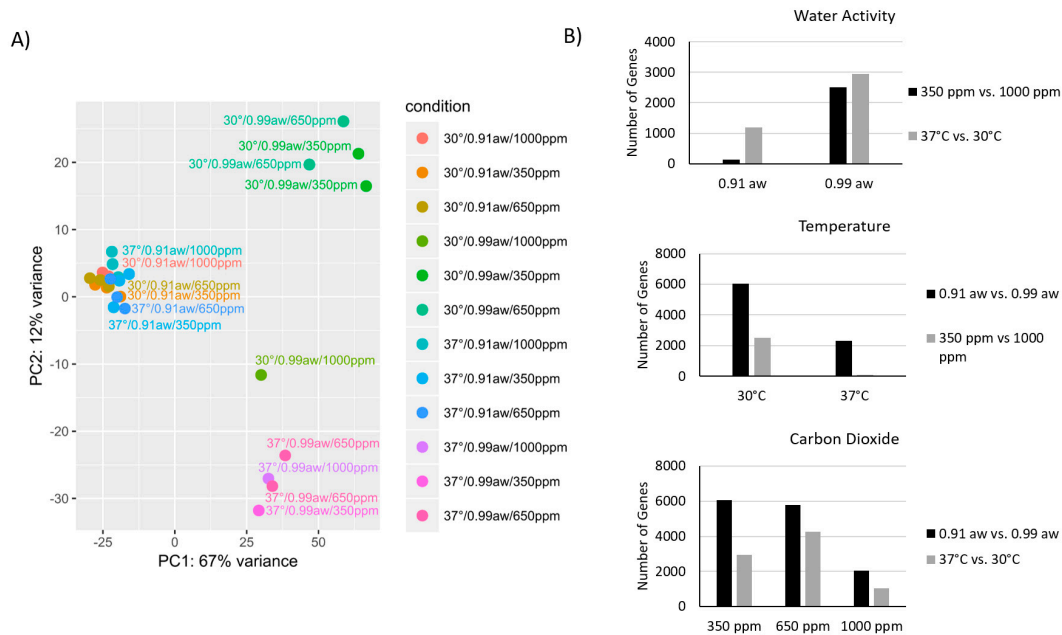 A)
30°/0.99aw/650ppm
30°/0.99aw/350ppm
30°/0.99aw/650ppm
30°/0.99aw/350ppm
37°/0.91aw/1000ppm
30°/0.91aw/1000ppm
30°/0.91aw/650ppm
30°/0.91aw/350ppm
37°/0.91aw/650ppm
37°/0.91aw/350ppm
30°/0.99aw/1000ppm
37°/0.99aw/650ppm
37°/0.99aw/1000ppm
37°/0.99aw/650ppm
37°/0.99aw/350ppm
20
10
0
-10
-20
-30
PC2: 12% variance
-25
0
25
50
PC1: 67% variance
condition
30°/0.91aw/1000ppm
30°/0.91aw/350ppm
30°/0.91aw/650ppm
30°/0.99aw/1000ppm
30°/0.99aw/350ppm
30°/0.99aw/650ppm
37°/0.91aw/1000ppm
37°/0.91aw/350ppm
37°/0.91aw/650ppm
37°/0.99aw/1000ppm
37°/0.99aw/350ppm
37°/0.99aw/650ppm
B)
Water Activity
Number of Genes
4000
3000
2000
1000
0
0.91 aw
0.99 aw
350 ppm vs. 1000 ppm
37°C vs. 30°C
Temperature
Number of Genes
8000
6000
4000
2000
0
30°C
37°C
0.91 aw vs. 0.99 aw
350 ppm vs 1000
ppm
Carbon Dioxide
Number of Genes
8000
6000
4000
2000
0
350 ppm
650 ppm
1000 ppm
0.91 aw vs. 0.99 aw
37°C vs. 30°C